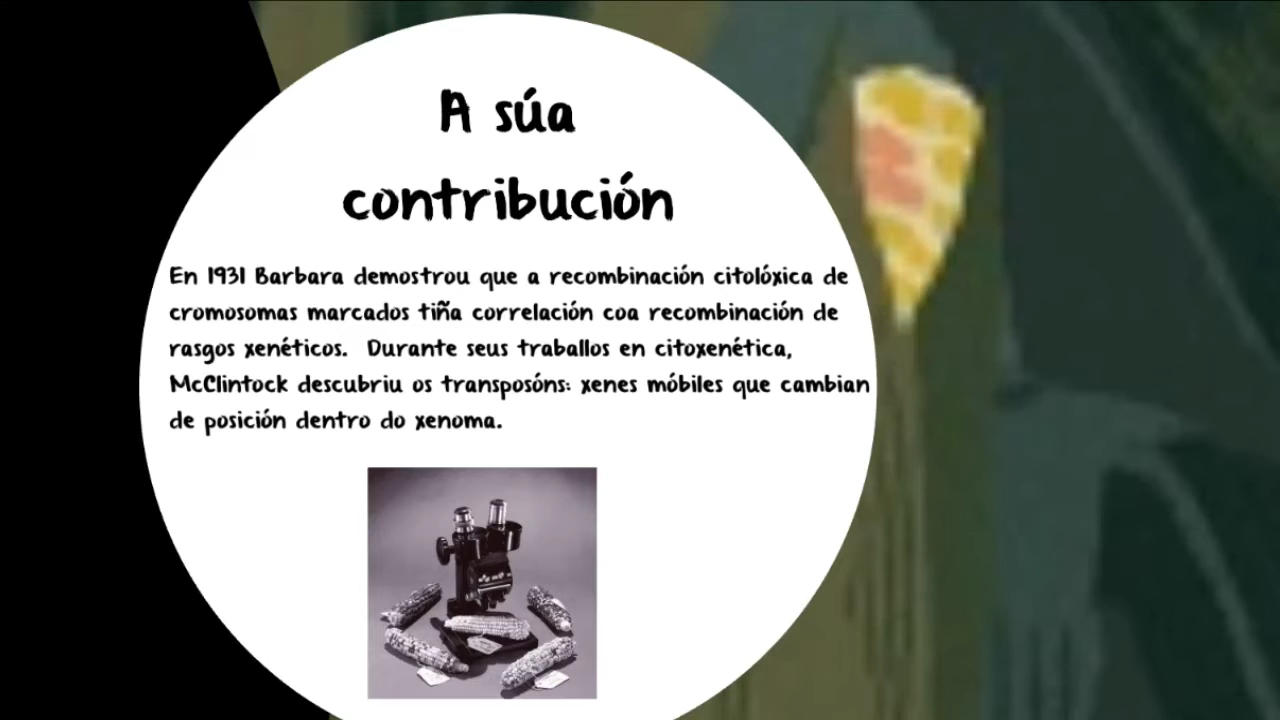 A súa
contribución
En 1931 Barbara demostrou que a recombinación citolóxica de
cromosomas marcados tiña correlación coa recombinación de
rasgos xenéticos. Durante seus traballos en citoxenética,
McClintock descubriu os transposóns: xenes móbiles que cambian
de posición dentro do xenoma.